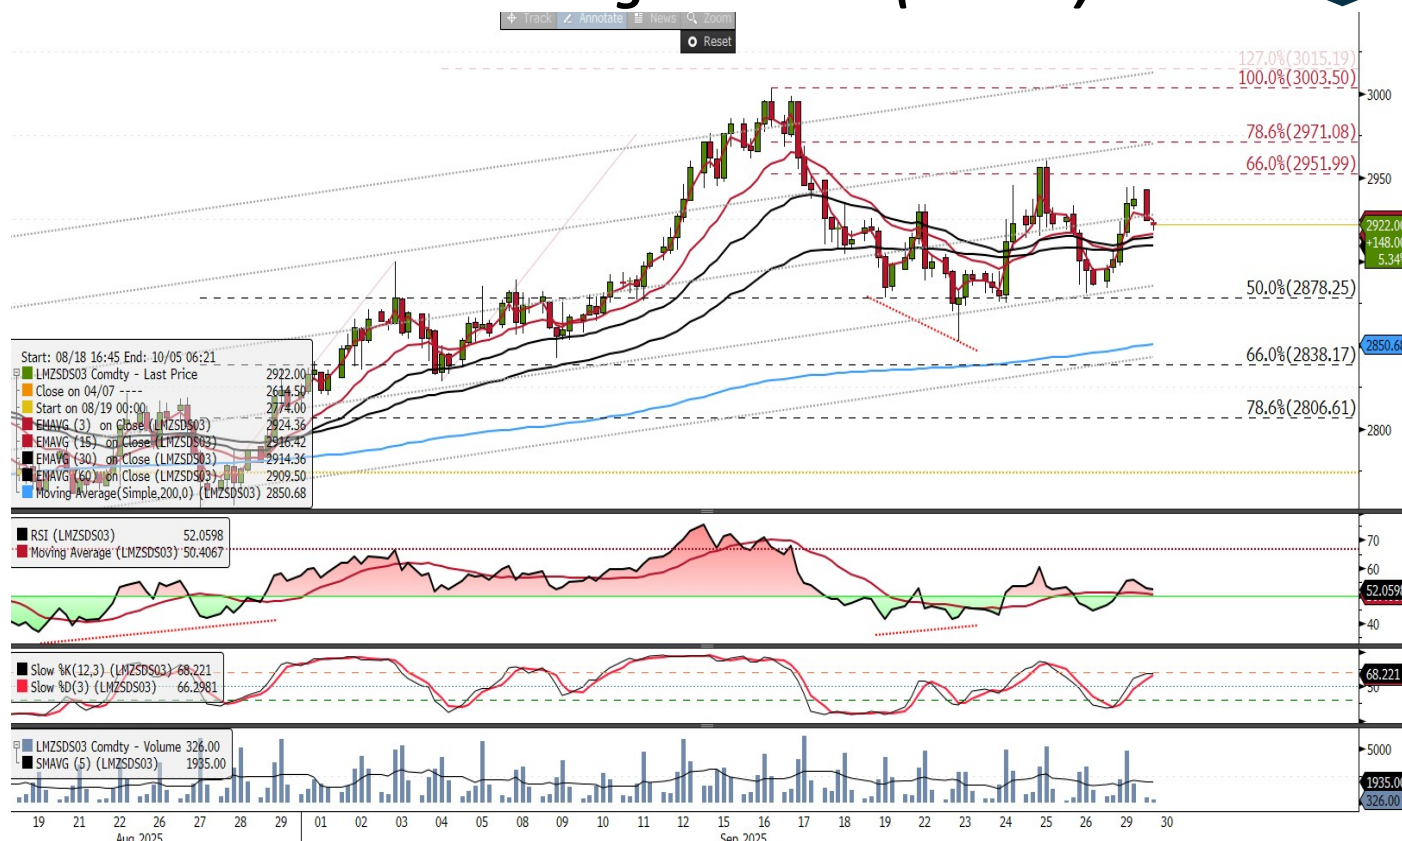 Track Annotate News Zoom
Reset
127.0%(3015.19)
100.0%(3003.50)
3000
78.6%(2971.08)
66.0%(2951.99)
2950
2922.00
+148.00
5.34%
50.0%(2878.25)
2850.68
66.0%(2838.17)
78.6%(2806.61)
2800
Start: 08/18 16:45 End: 10/05 06:21
LMZSDS03 Comdty - Last Price 2922.00
Close on 04/07 ---- 2614.50
Start on 08/19 00:00 2774.00
EMAVG (3) on Close (LMZSDS03) 2924.36
EMAVG (15) on Close (LMZSDS03) 2916.42
EMAVG (30) on Close (LMZSDS03) 2914.36
EMAVG (60) on Close (LMZSDS03) 2909.50
Moving Average(Simple,200,0) (LMZSDS03) 2850.68
RSI (LMZSDS03) 52.0598
Moving Average (LMZSDS03) 50.4067
70
60
52.0598
40
Slow %K(12,3) (LMZSDS03) 68.221
Slow %D(3) (LMZSDS03) 66.2981
68.221
50
LMZSDS03 Comdty - Volume 326.00
SMAVG (5) (LMZSDS03) 1935.00
5000
1935.00
326.00
19 21 22 26 27 28 29 01 02 03 04 05 08 09 10 11 12 15 16 17 18 19 22 23 24 25 26 29 30
Aug 2025 Sep 2025